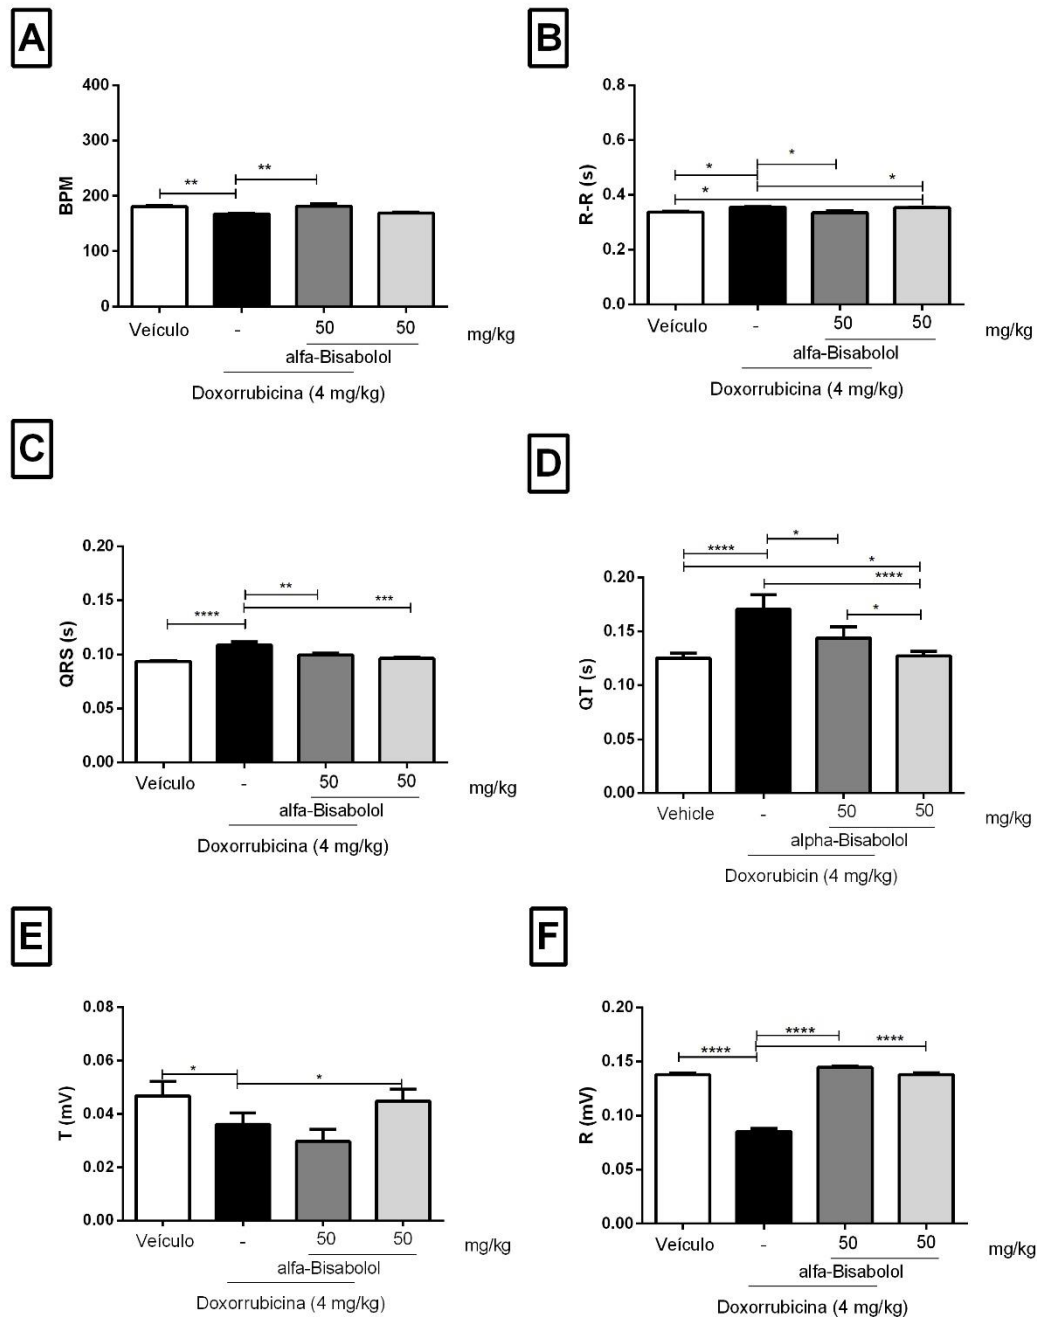 A
BPM
400
300
200
100
0
** **
Veículo - 50 50 mg/kg
alfa-Bisabolol
Doxorrubicina (4 mg/kg)
B
R-R (s)
0.8
0.6
0.4
0.2
0.0
* * * *
Veículo - 50 50 mg/kg
alfa-Bisabolol
Doxorrubicina (4 mg/kg)
C
QRS (s)
0.20
0.15
0.10
0.05
0.00
**** ** ***
Veículo - 50 50 mg/kg
alfa-Bisabolol
Doxorrubicina (4 mg/kg)
D
QT (s)
0.20
0.15
0.10
0.05
0.00
**** * * **** *
Vehicle - 50 50 mg/kg
alpha-Bisabolol
Doxorubicin (4 mg/kg)
E
T (mV)
0.08
0.06
0.04
0.02
0.00
* *
Veículo - 50 50 mg/kg
alfa-Bisabolol
Doxorrubicina (4 mg/kg)
F
R (mV)
0.20
0.15
0.10
0.05
0.00
**** **** ****
Veículo - 50 50 mg/kg
alfa-Bisabolol
Doxorrubicina (4 mg/kg)